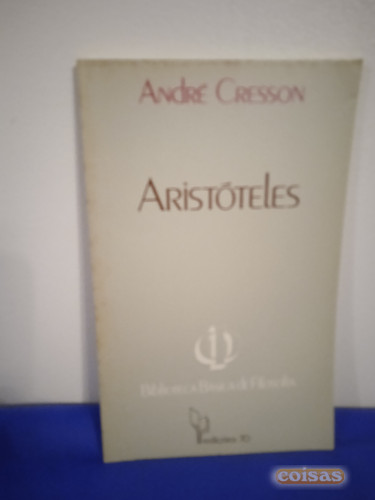 ANDRÉ CRESSON
ARISTÓTELES
Biblioteca Básica de Filosofia
edições 70
coisas